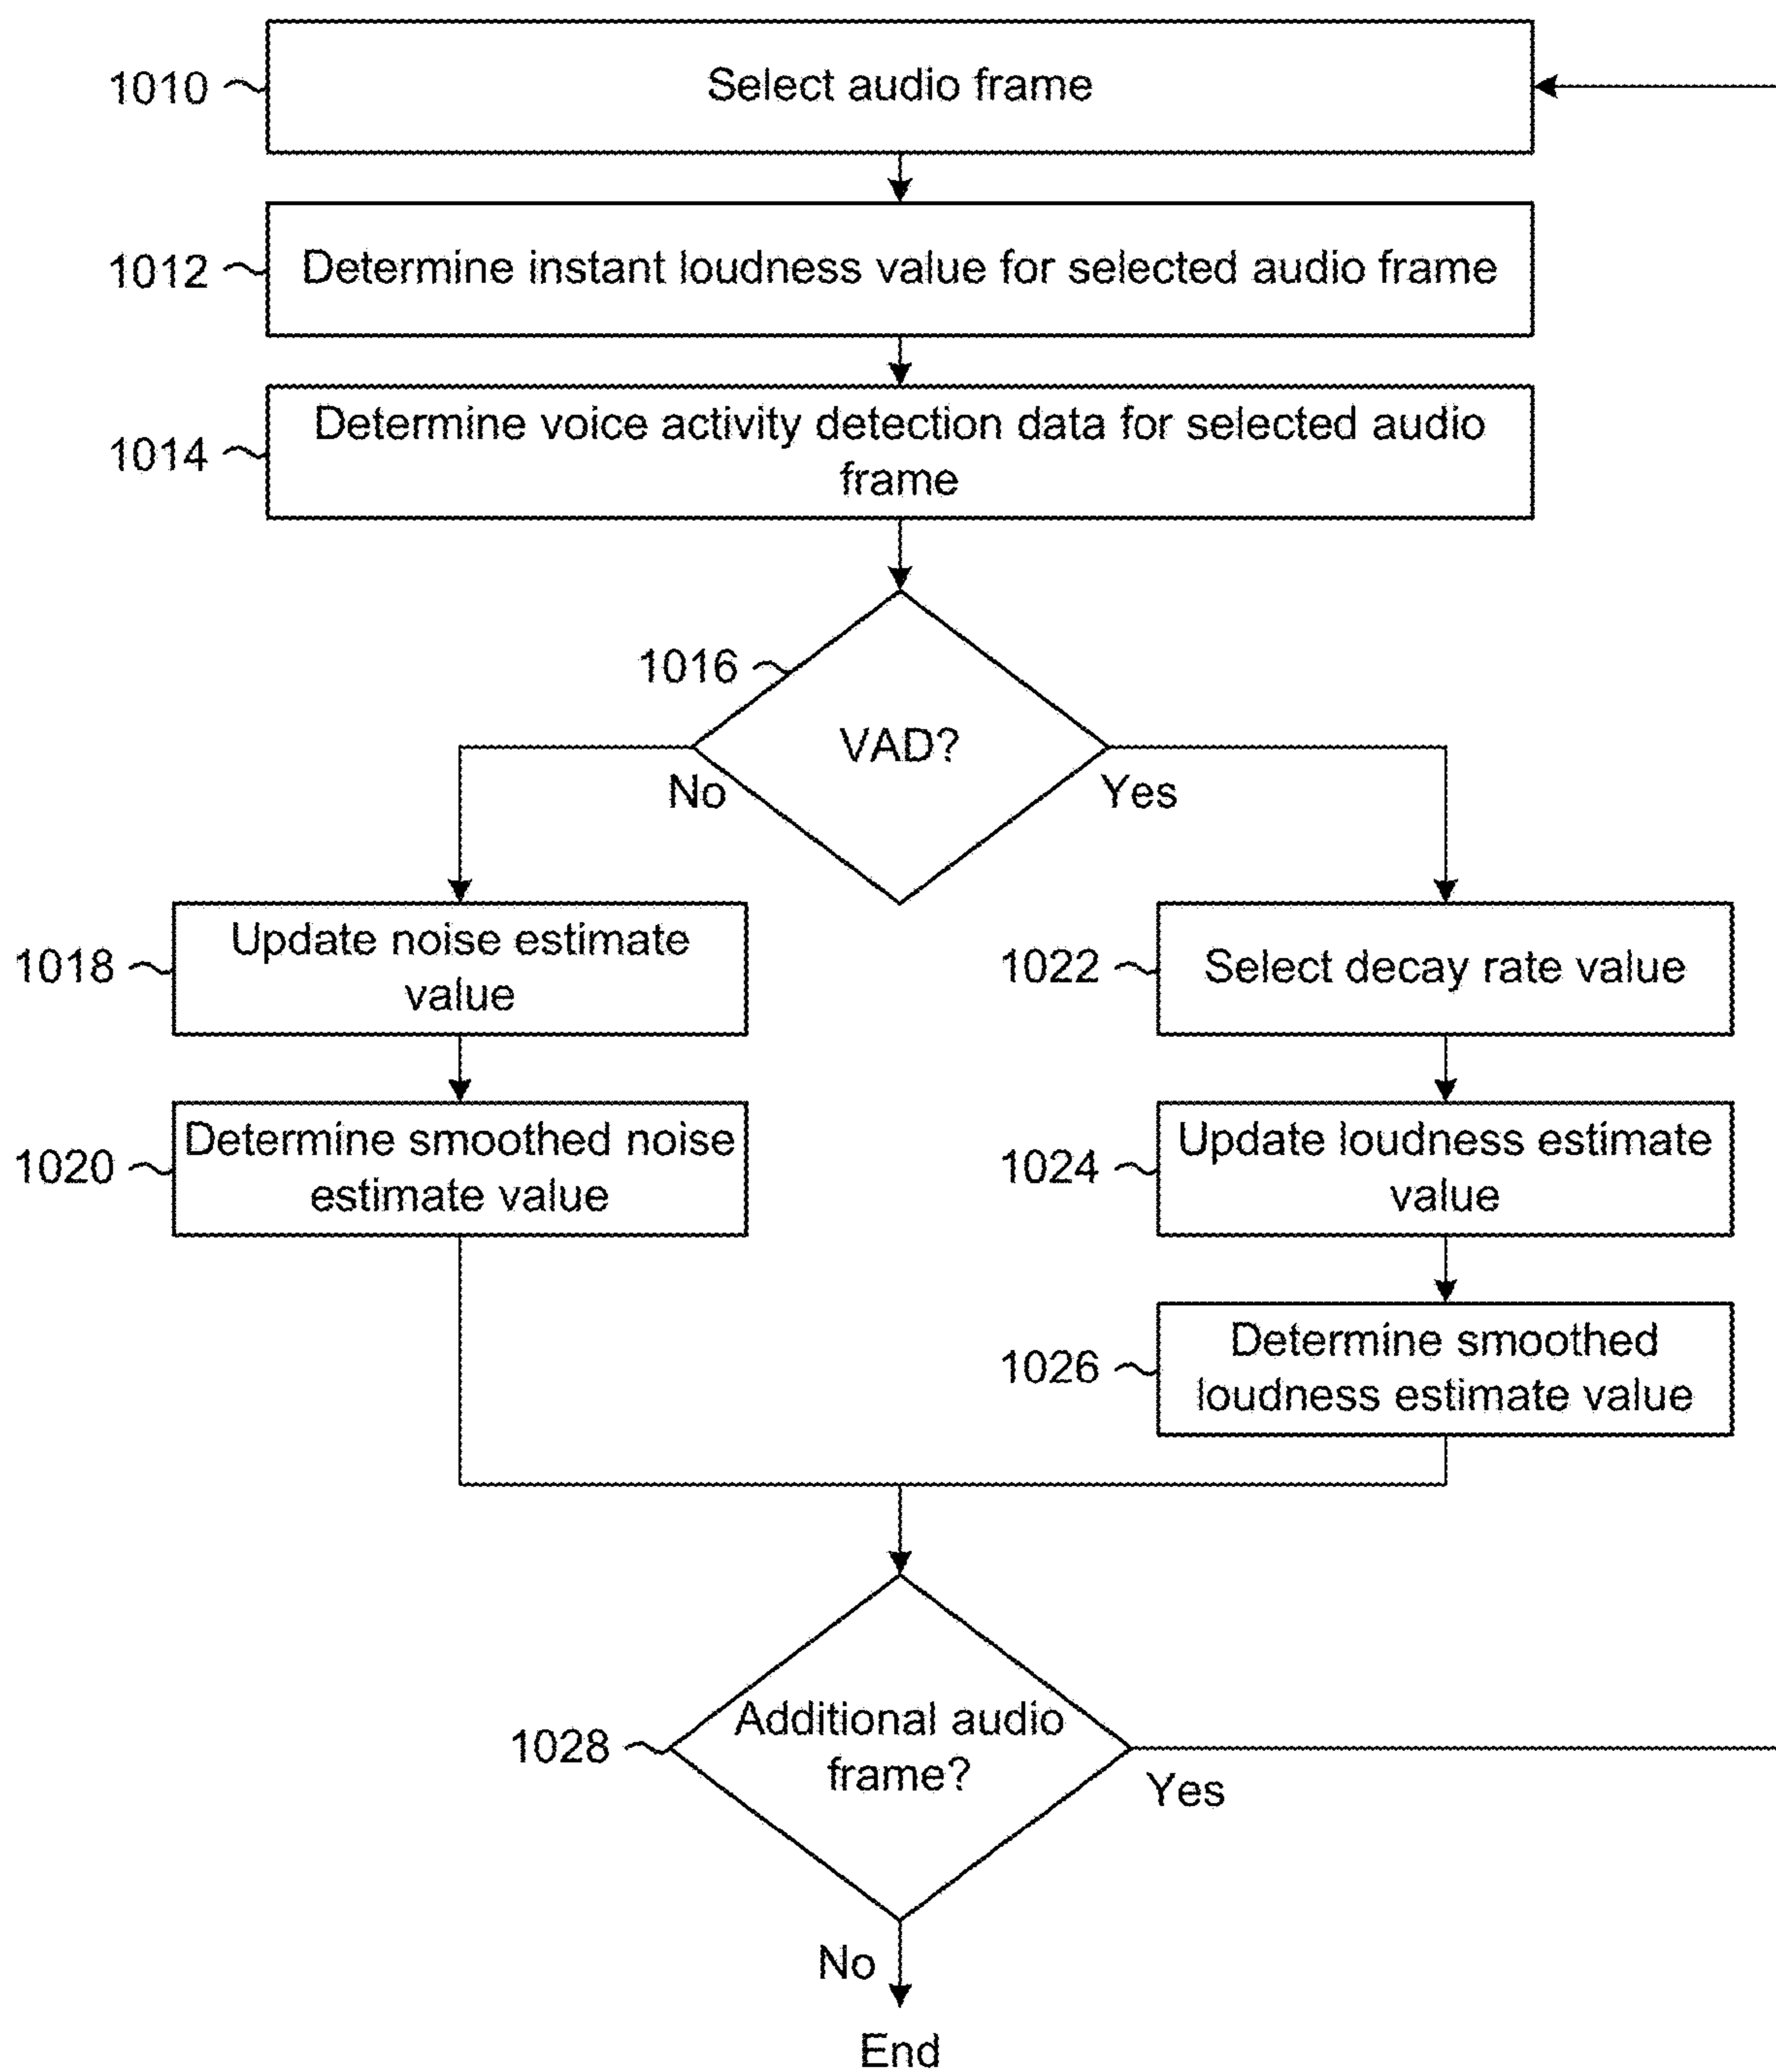 1010
Select audio frame
1012
Determine instant loudness value for selected audio frame
1014
Determine voice activity detection data for selected audio
frame
1016
VAD?
No
Yes
1018
Update noise estimate
value
1022
Select decay rate value
1020
Determine smoothed noise
estimate value
1024
Update loudness estimate
value
1026
Determine smoothed
loudness estimate value
1028
Additional audio
frame?
Yes
No
End